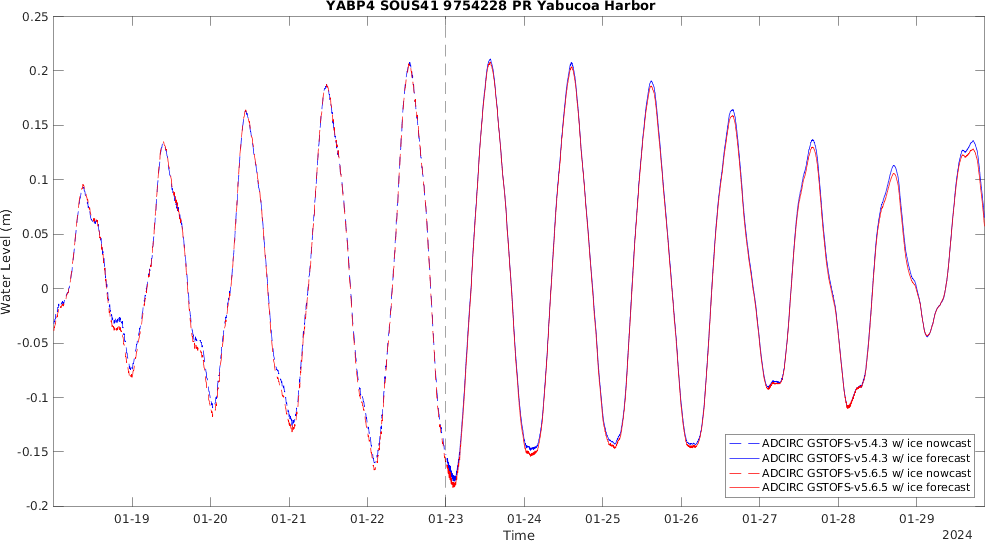 YABP4 SOUS41 9754228 PR Yabucoa Harbor
0.25
0.2
0.15
0.1
0.05
0
-0.05
-0.1
-0.15
-0.2
Water Level (m)
01-19 01-20 01-21 01-22 01-23 01-24 01-25 01-26 01-27 01-28 01-29
Time
2024
ADCIRC GSTOFS-v5.4.3 w/ ice nowcast
ADCIRC GSTOFS-v5.4.3 w/ ice forecast
ADCIRC GSTOFS-v5.6.5 w/ ice nowcast
ADCIRC GSTOFS-v5.6.5 w/ ice forecast